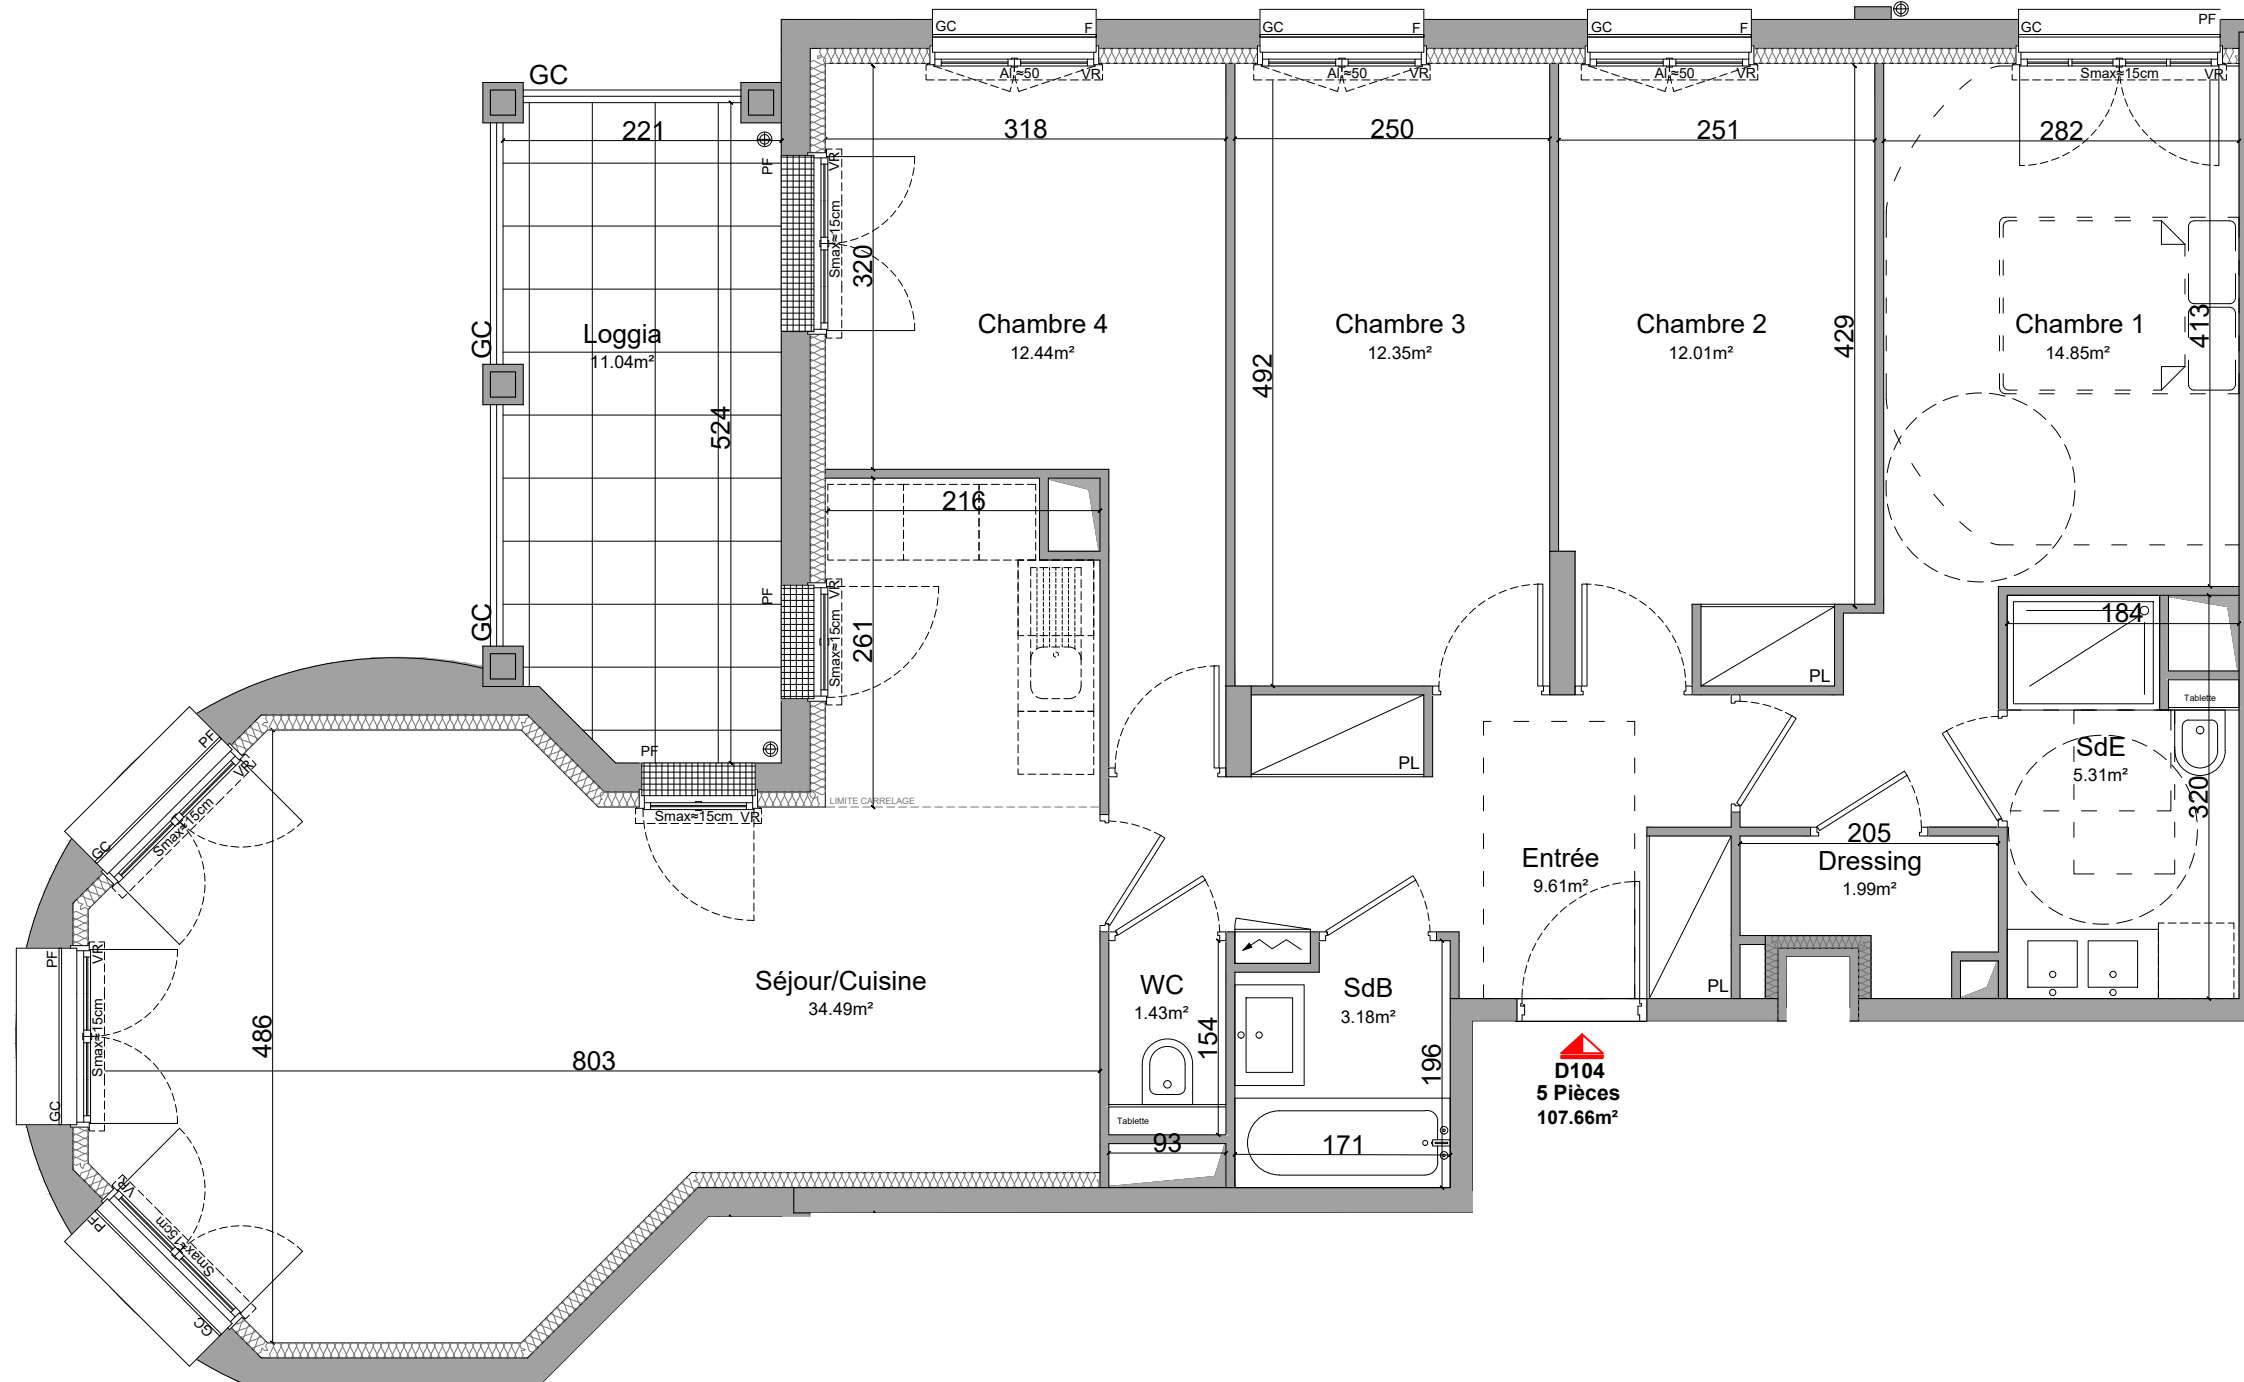 GC F
GC F
GC F
GC PF
Al.≈50 VR
Al.≈50 VR
Al.≈50 VR
Smax≈15cm VR
GC
221
318
250
251
282
PF
VR
Smax≈15cm
320
GC
Loggia
11.04m²
Chambre 4
12.44m²
Chambre 3
12.35m²
Chambre 2
12.01m²
Chambre 1
14.85m²
429
413
492
524
216
GC
PF
VR
Smax≈15cm
261
184
PL
Tablette
PF
VR
GC
Smax≈15cm
PF
Smax≈15cm VR
LIMITE CARRELAGE
PL
SdE
5.31m²
320
205
Dressing
1.99m²
Entrée
9.61m²
PF
VR
Smax≈15cm
GC
Séjour/Cuisine
34.49m²
WC
1.43m²
SdB
3.18m²
PL
486
803
154
196
D104
5 Pièces
107.66m²
Tablette
93
171
VR
PF
Smax≈15cm
GC